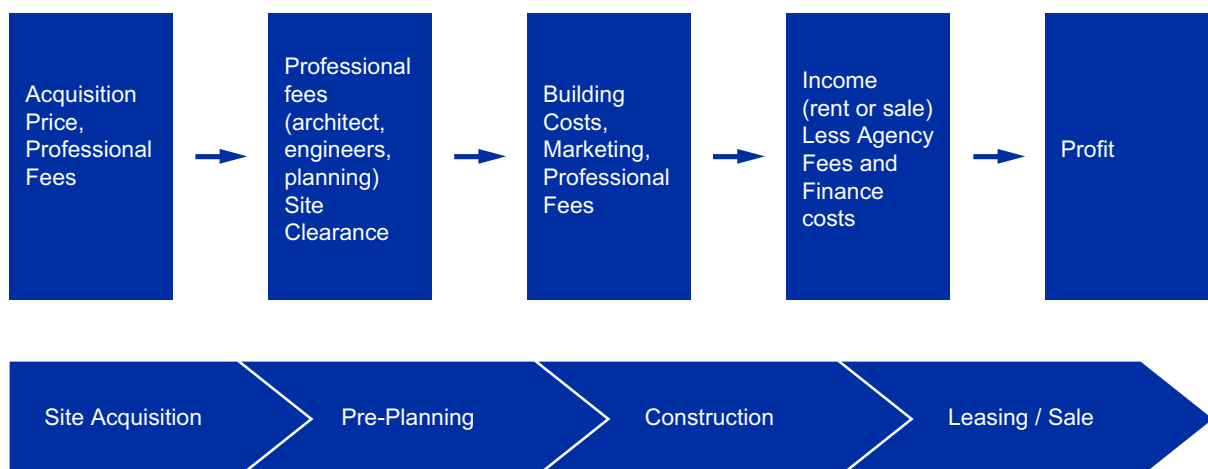 Acquisition
Price,
Professional
Fees
Professional
fees
(architect,
engineers,
planning)
Site
Clearance
Building
Costs,
Marketing,
Professional
Fees
Income
(rent or sale)
Less Agency
Fees and
Finance
costs
Profit
Site Acquisition
Pre-Planning
Construction
Leasing / Sale